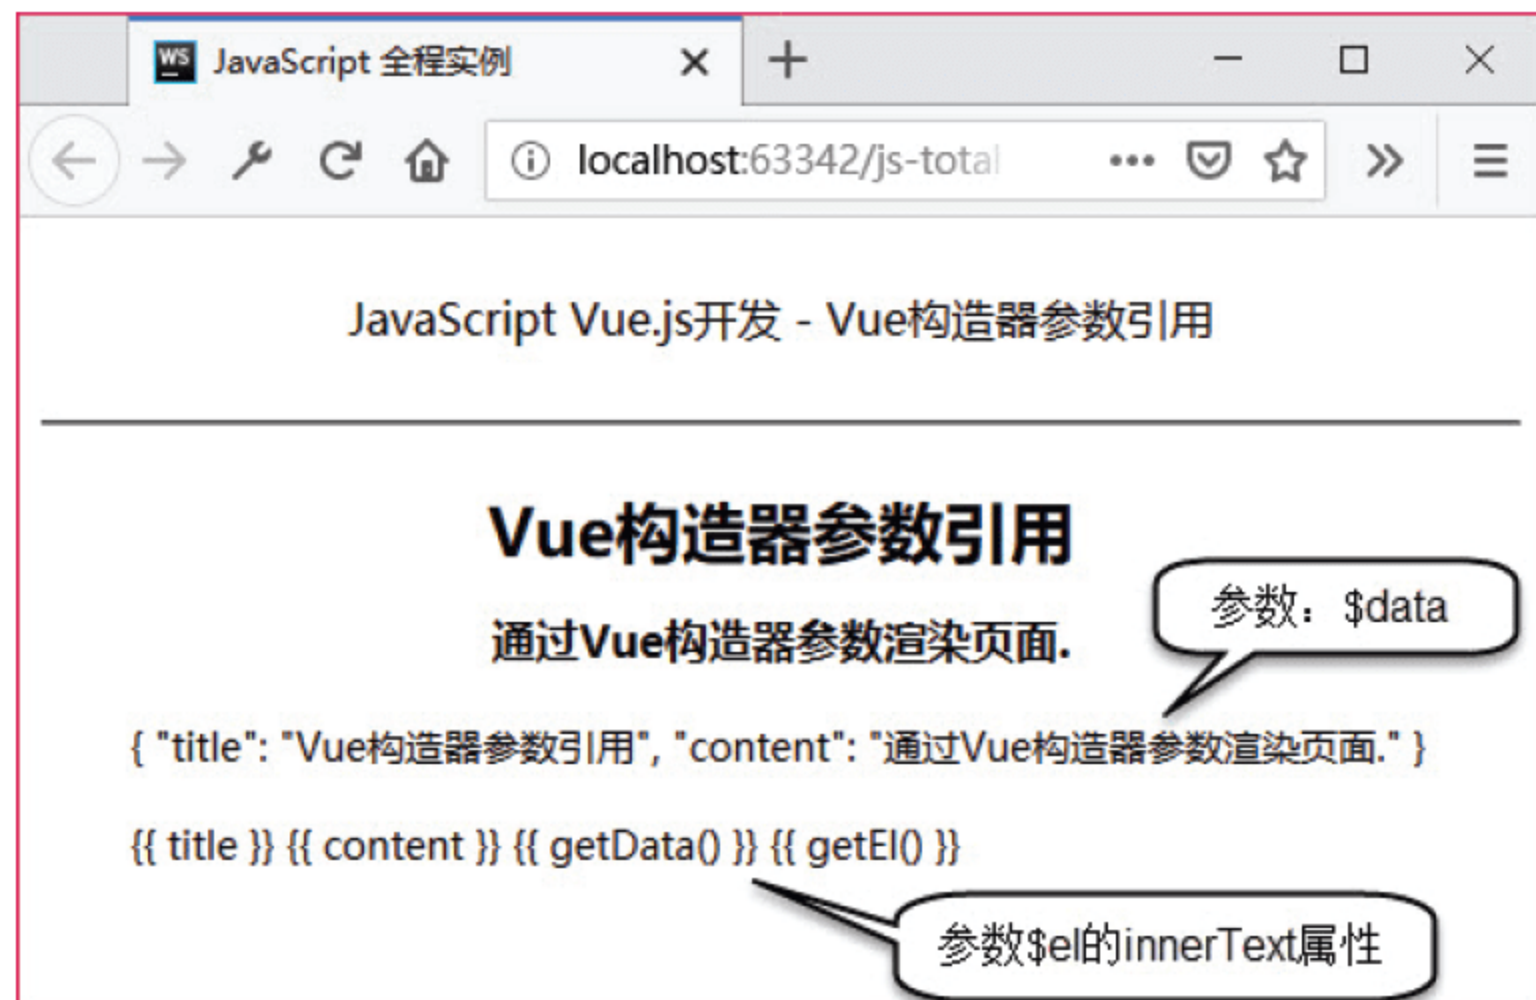 WS JavaScript 全程实例
localhost:63342/js-total
JavaScript Vue.js开发 - Vue构造器参数引用
Vue构造器参数引用
参数：$data
通过Vue构造器参数渲染页面.
{ "title": "Vue构造器参数引用", "content": "通过Vue构造器参数渲染页面." }
{{ title }} {{ content }} {{ getData() }} {{ getEl() }}
参数$el的innerText属性